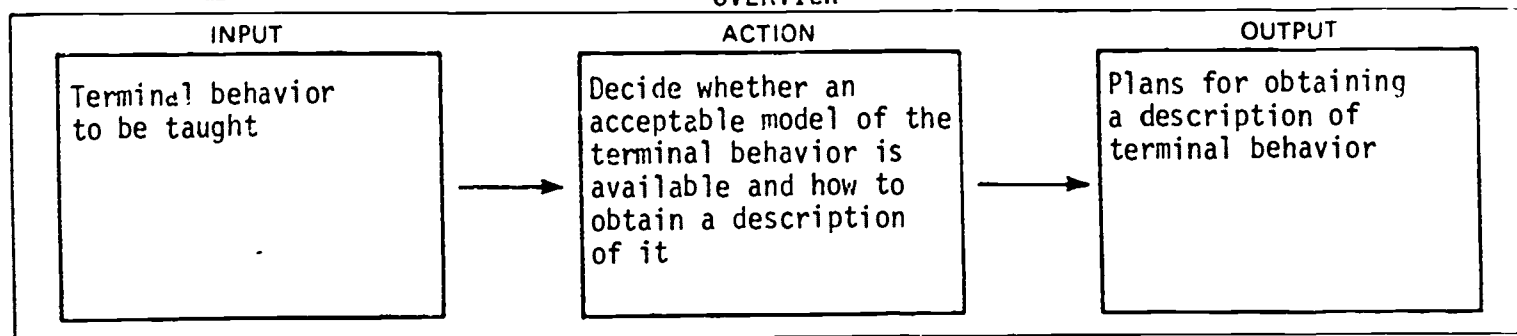 INPUT
Terminal behavior
to be taught
ACTION
Decide whether an
acceptable model of the
terminal behavior is
available and how to
obtain a description
of it
OUTPUT
Plans for obtaining
a description of
terminal behavior